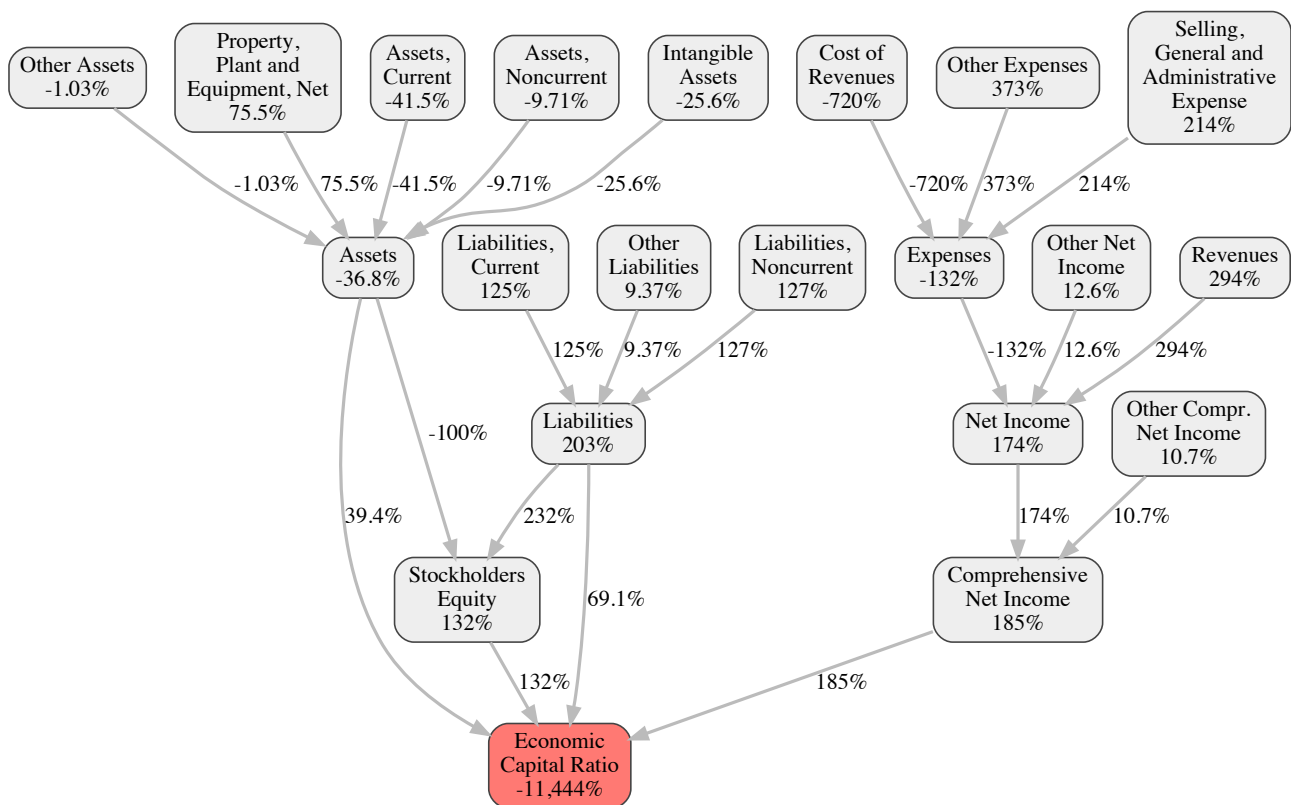 Other Assets
-1.03%
Property,
Plant and
Equipment, Net
75.5%
Assets,
Current
-41.5%
Assets,
Noncurrent
-9.71%
Intangible
Assets
-25.6%
Cost of
Revenues
-720%
Other Expenses
373%
Selling,
General and
Administrative
Expense
214%
-1.03%
75.5%
-41.5%
-9.71%
-25.6%
-720%
373%
214%
Assets
-36.8%
Liabilities,
Current
125%
Other
Liabilities
9.37%
Liabilities,
Noncurrent
127%
Expenses
-132%
Other Net
Income
12.6%
Revenues
294%
125%
9.37%
127%
-132%
12.6%
294%
-100%
Liabilities
203%
Net Income
174%
Other Compr.
Net Income
10.7%
39.4%
232%
174%
10.7%
Stockholders
Equity
132%
69.1%
Comprehensive
Net Income
185%
132%
185%
Economic
Capital Ratio
-11,444%